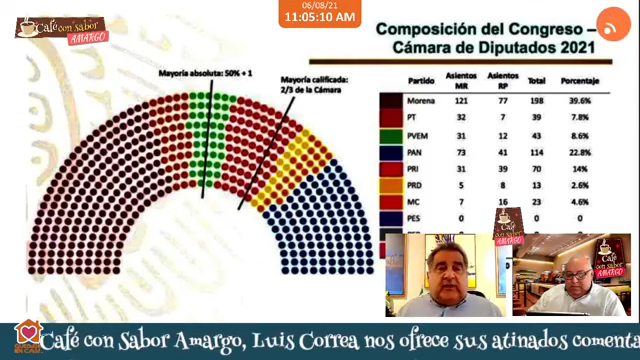 Café con Sabor
AMARGO
06/08/21
11:05:10 AM
Composición del Congreso –
Cámara de Diputados 2021
Mayoría absoluta: 50% + 1
Mayoría calificada:
2/3 de la Cámara
Partido Asientos MR Asientos RP Total Porcentaje
Morena 121 77 198 39.6%
PT 32 7 39 7.8%
PVEM 31 12 43 8.6%
PAN 73 41 114 22.8%
PRI 31 39 70 14%
PRD 5 8 13 2.6%
MC 7 16 23 4.6%
PES 0 0 0 0
Café
con Sabor
AMARGO
Café
con Sabor
AMARGO
Café con Sabor Amargo, Luis Correa nos ofrece sus atinados comenta